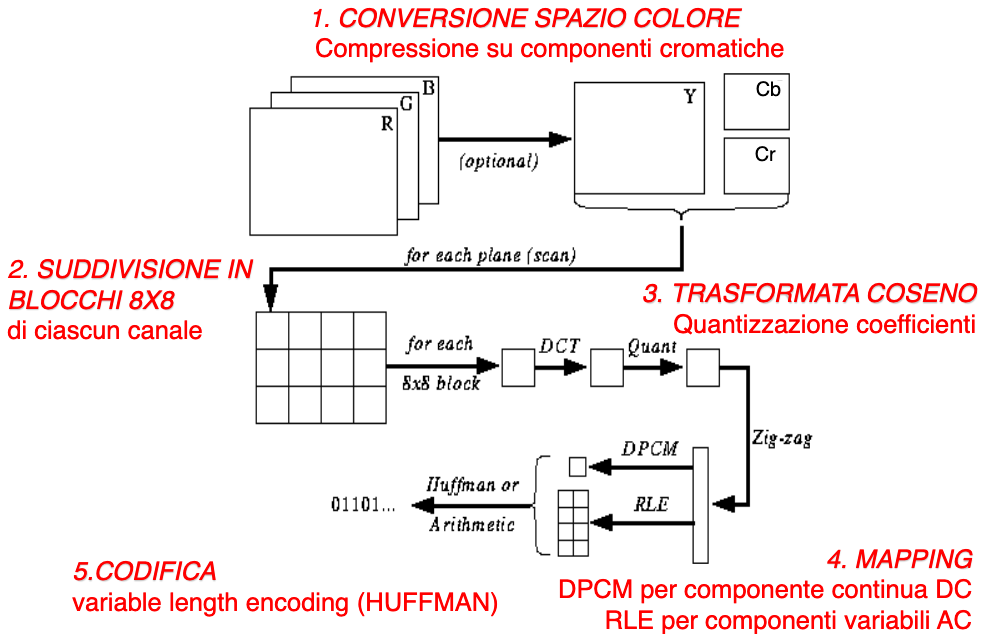 1. CONVERSIONE SPAZIO COLORE
Compressione su componenti cromatiche
B
G
R
(optional)
Y
Cb
Cr
for each plane (scan)
2. SUDDIVISIONE IN
BLOCCHI 8X8
di ciascun canale
3. TRASFORMATA COSENO
Quantizzazione coefficienti
for each
8x8 block
DCT
Quant
Zig-zag
DPCM
RLE
Huffman or
Arithmetic
01101...
4. MAPPING
DPCM per componente continua DC
RLE per componenti variabili AC
5.CODIFICA
variable length encoding (HUFFMAN)